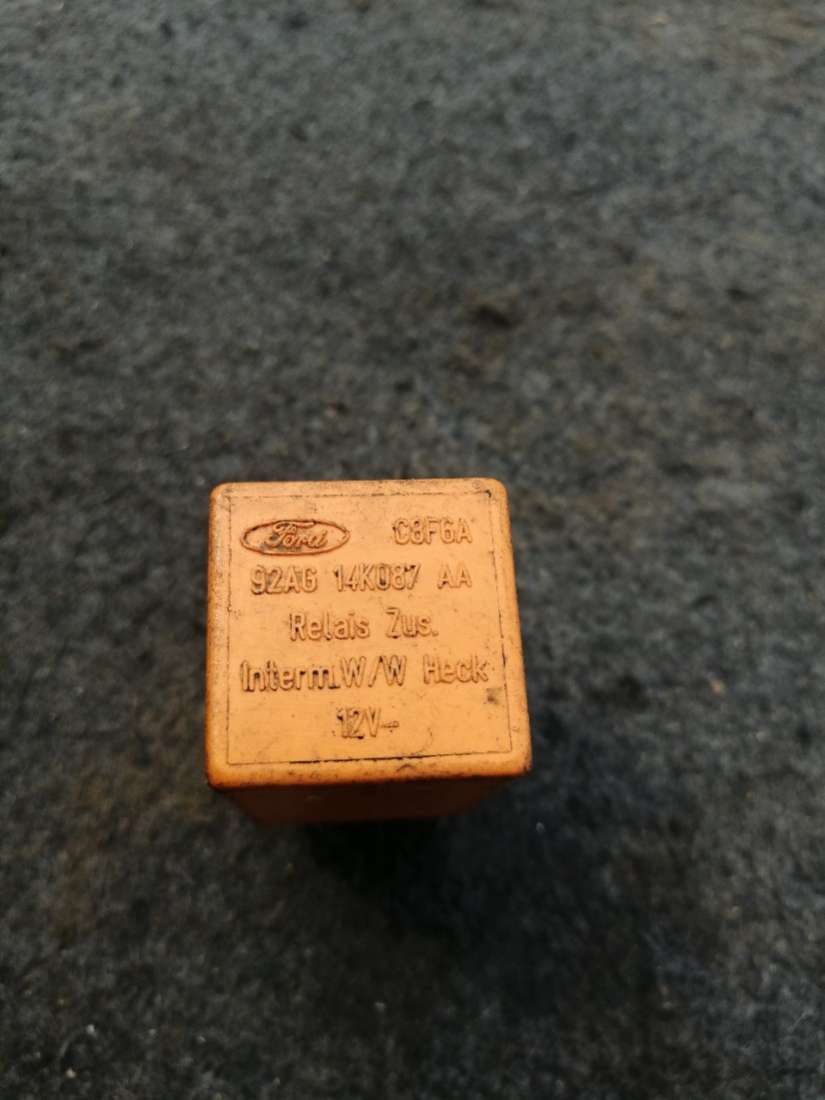 Ford C8F6A
92AG 14K087 AA
Relais Zus.
Interm.W/W Heck
12V-